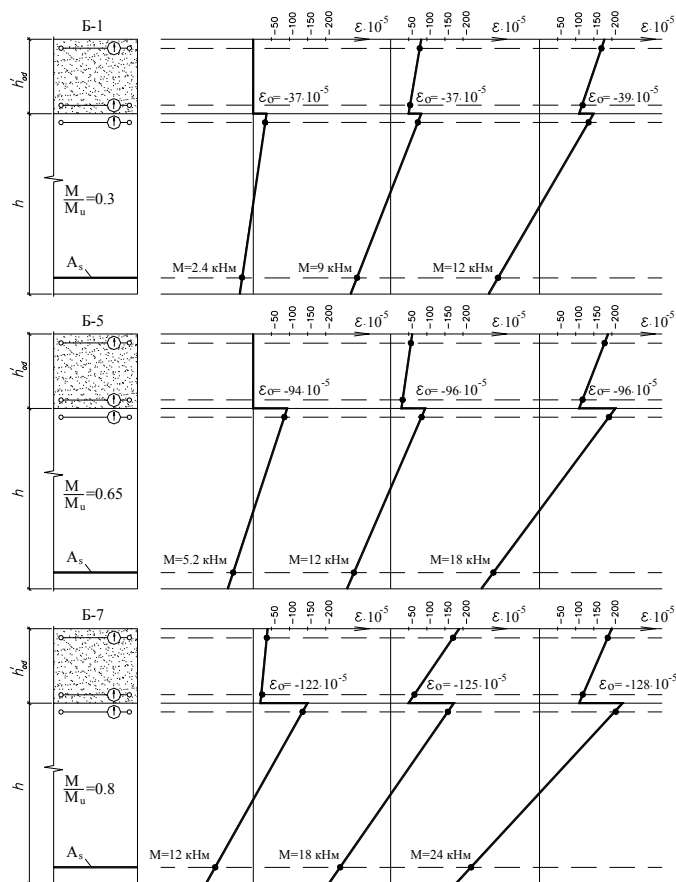 Б-1
50 100 150 200 ε·10⁻⁵ 50 100 150 200 ε·10⁻⁵ 50 100 150 200 ε·10⁻⁵
h'ad
ε₀= -37·10⁻⁵ ε₀= -37·10⁻⁵ ε₀= -39·10⁻⁵
h
M/Mu=0.3
As
М=2.4 кНм М=9 кНм М=12 кНм
Б-5
50 100 150 200 ε·10⁻⁵ 50 100 150 200 ε·10⁻⁵ 50 100 150 200 ε·10⁻⁵
h'ad
ε₀= -94·10⁻⁵ ε₀= -96·10⁻⁵ ε₀= -96·10⁻⁵
h
M/Mu=0.65
As
М=5.2 кНм М=12 кНм М=18 кНм
Б-7
50 100 150 200 ε·10⁻⁵ 50 100 150 200 ε·10⁻⁵ 50 100 150 200 ε·10⁻⁵
h'ad
ε₀= -122·10⁻⁵ ε₀= -125·10⁻⁵ ε₀= -128·10⁻⁵
h
M/Mu=0.8
As
М=12 кНм М=18 кНм М=24 кНм